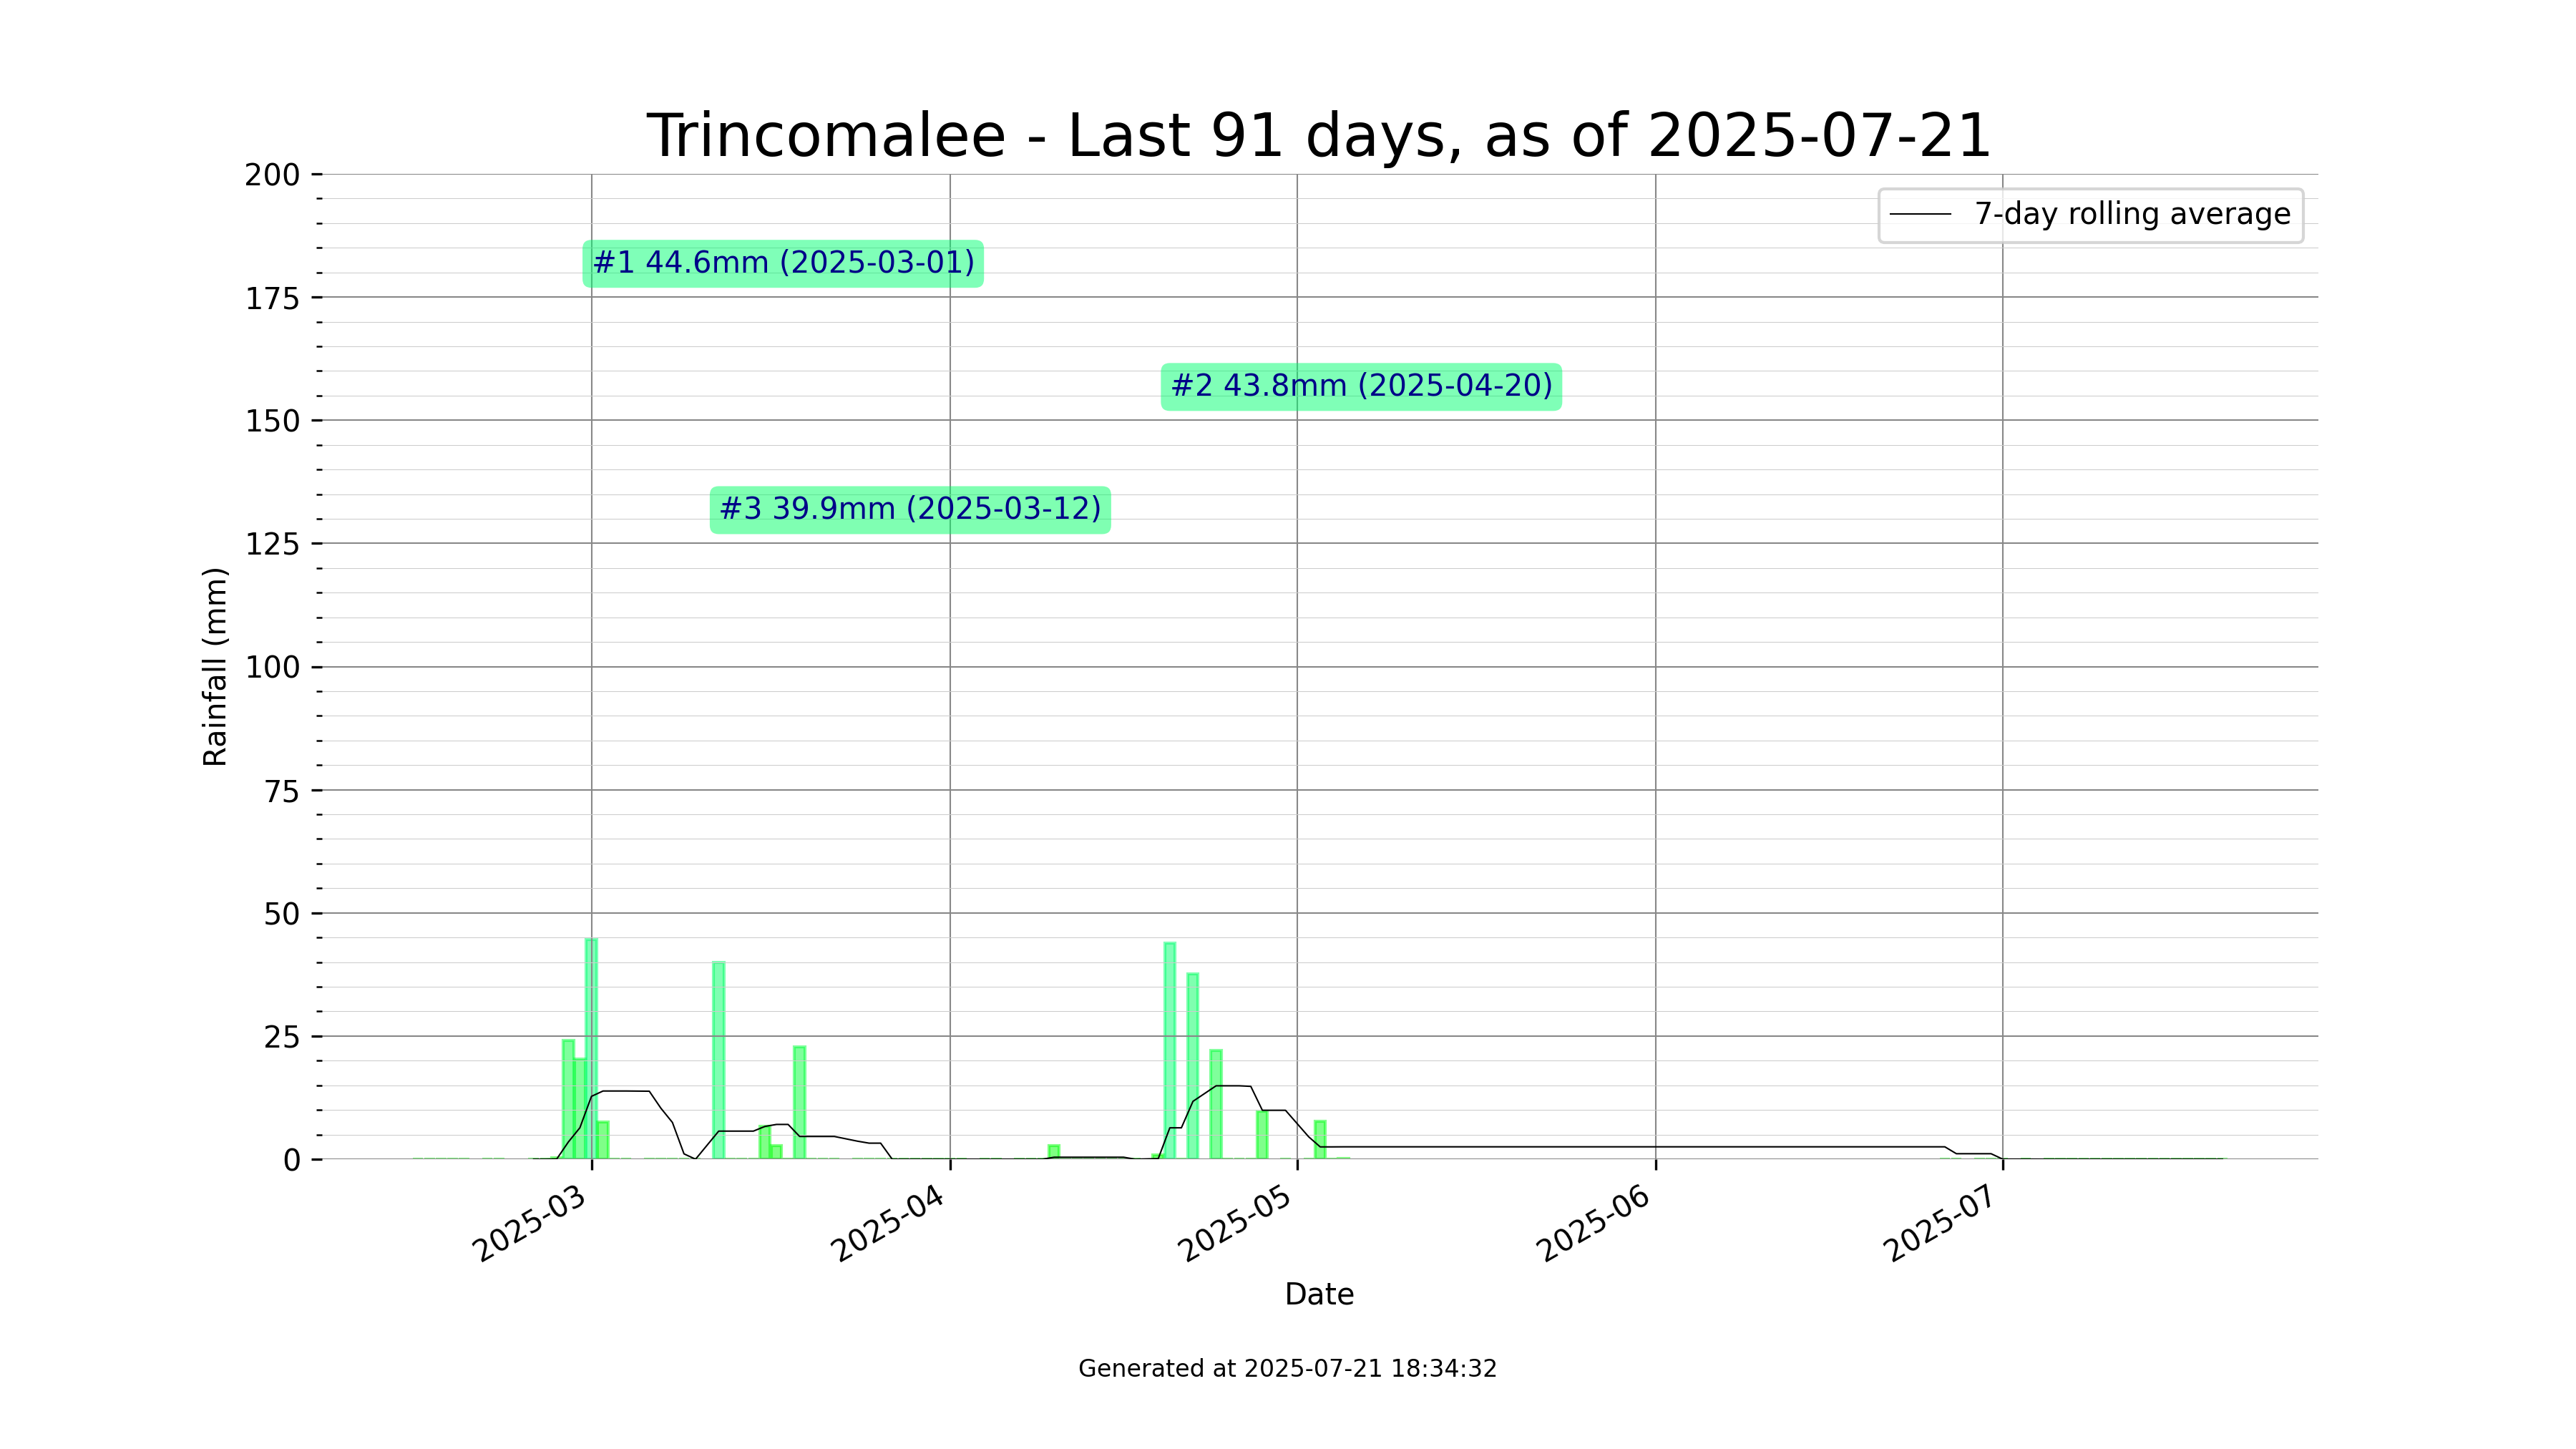 Trincomalee - Last 91 days, as of 2025-07-21
200
175
150
125
100
75
50
25
0
Rainfall (mm)
7-day rolling average
#1 44.6mm (2025-03-01)
#2 43.8mm (2025-04-20)
#3 39.9mm (2025-03-12)
2025-03
2025-04
2025-05
2025-06
2025-07
Date
Generated at 2025-07-21 18:34:32